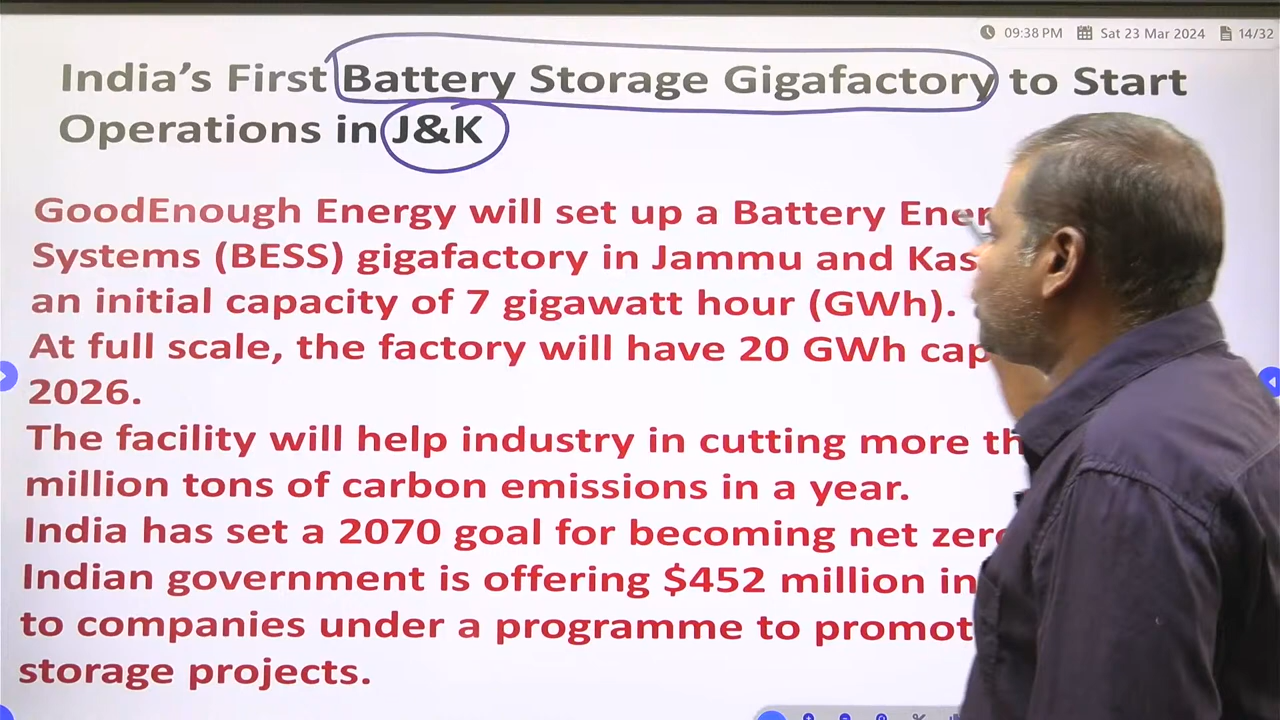 09:38 PM Sat 23 Mar 2024 14/32
India's First Battery Storage Gigafactory to Start
Operations in J&K
GoodEnough Energy will set up a Battery
Systems (BESS) gigafactory in Jammu and
an initial capacity of 7 gigawatt hour (GWh).
At full scale, the factory will have 20 GWh
2026.
The facility will help industry in cutting more
million tons of carbon emissions in a year.
India has set a 2070 goal for becoming net
Indian government is offering $452 million
to companies under a programme to
storage projects.